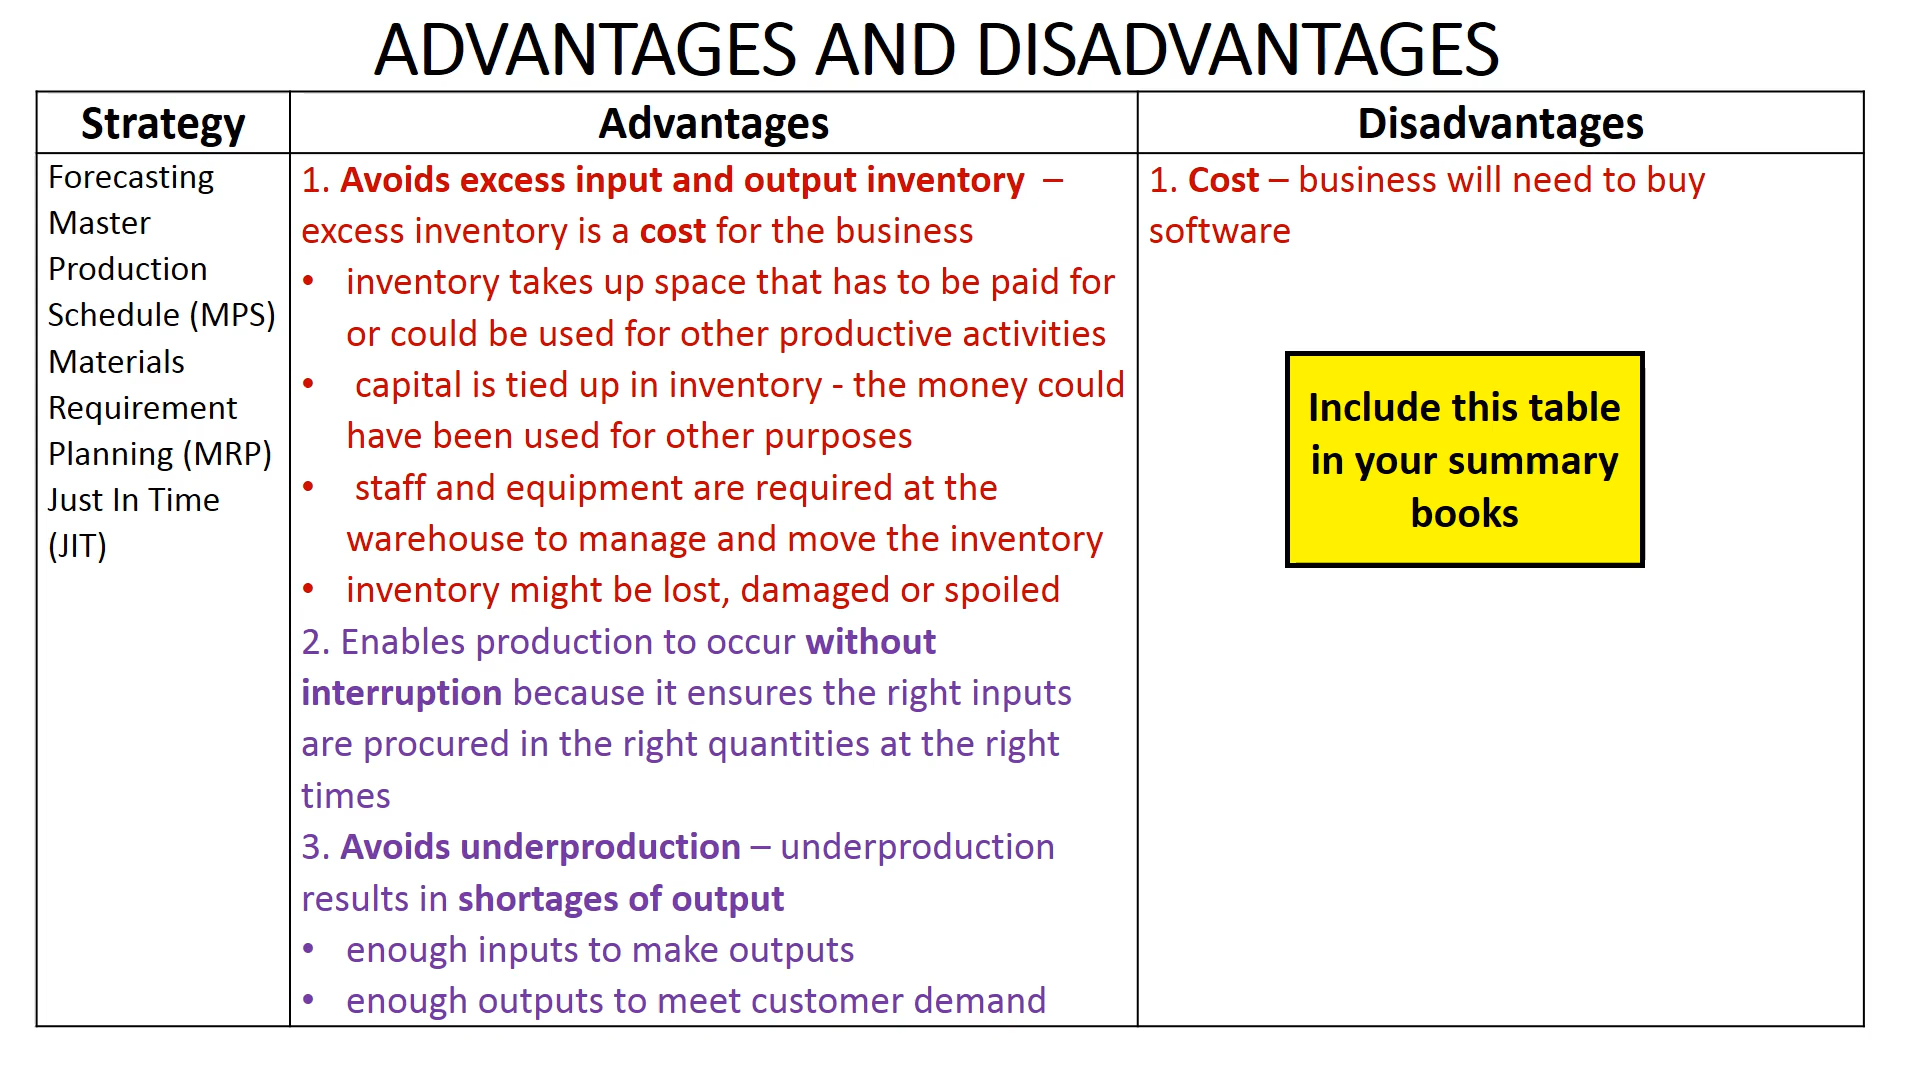 ADVANTAGES AND DISADVANTAGES
Strategy
Advantages
Disadvantages
Forecasting
Master
Production
Schedule (MPS)
Materials
Requirement
Planning (MRP)
Just In Time
(JIT)
1. Avoids excess input and output inventory –
excess inventory is a cost for the business
• inventory takes up space that has to be paid for
or could be used for other productive activities
• capital is tied up in inventory - the money could
have been used for other purposes
• staff and equipment are required at the
warehouse to manage and move the inventory
• inventory might be lost, damaged or spoiled
2. Enables production to occur without
interruption because it ensures the right inputs
are procured in the right quantities at the right
times
3. Avoids underproduction – underproduction
results in shortages of output
• enough inputs to make outputs
• enough outputs to meet customer demand
1. Cost – business will need to buy
software
Include this table
in your summary
books